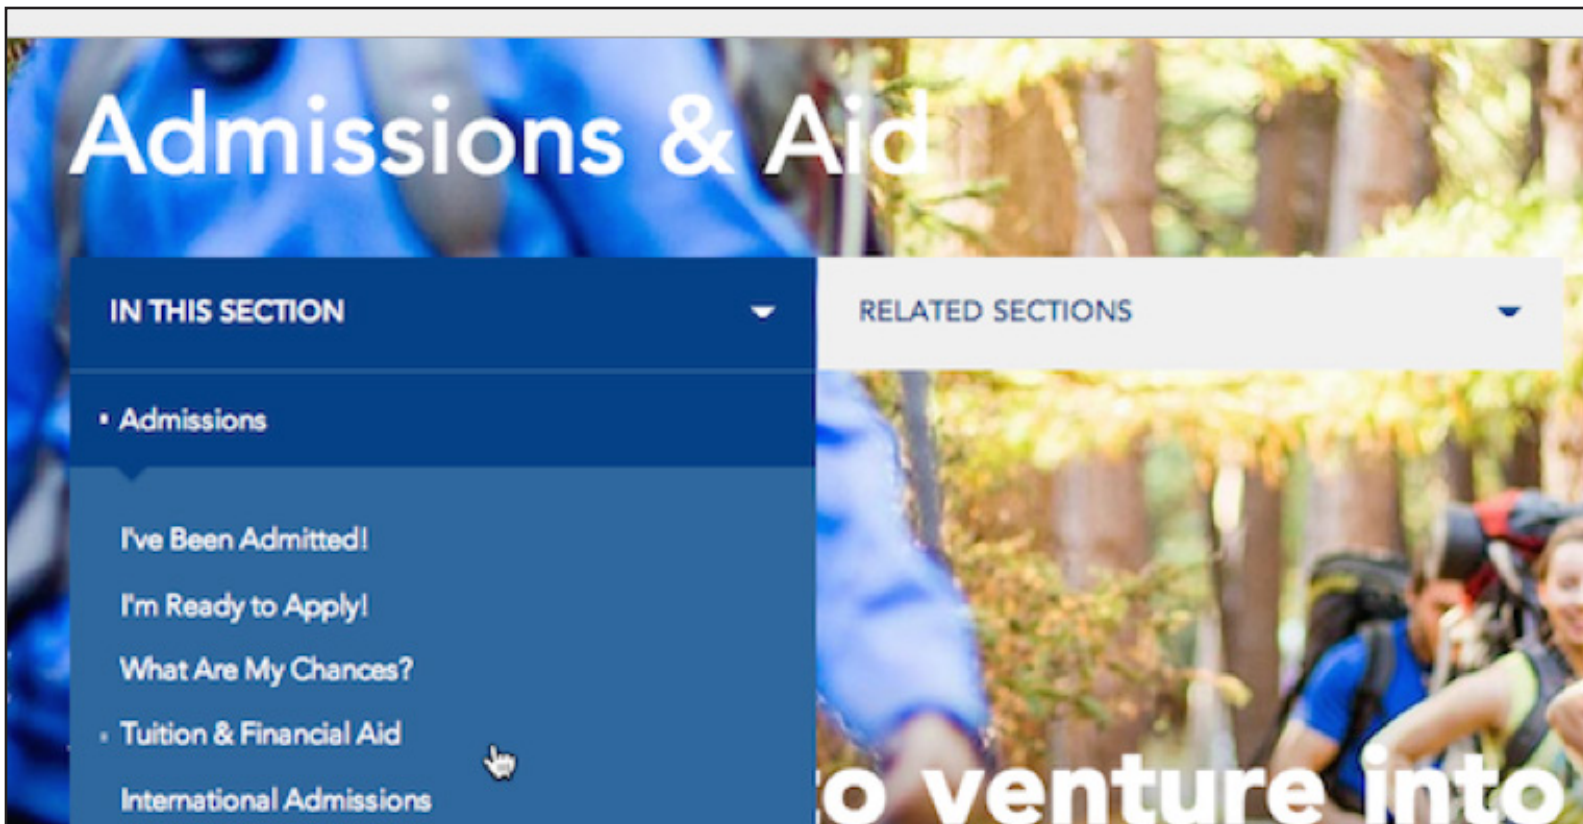 Admissions & Aid
IN THIS SECTION
RELATED SECTIONS
Admissions
I've Been Admitted!
I'm Ready to Apply!
What Are My Chances?
Tuition & Financial Aid
International Admissions
to venture into